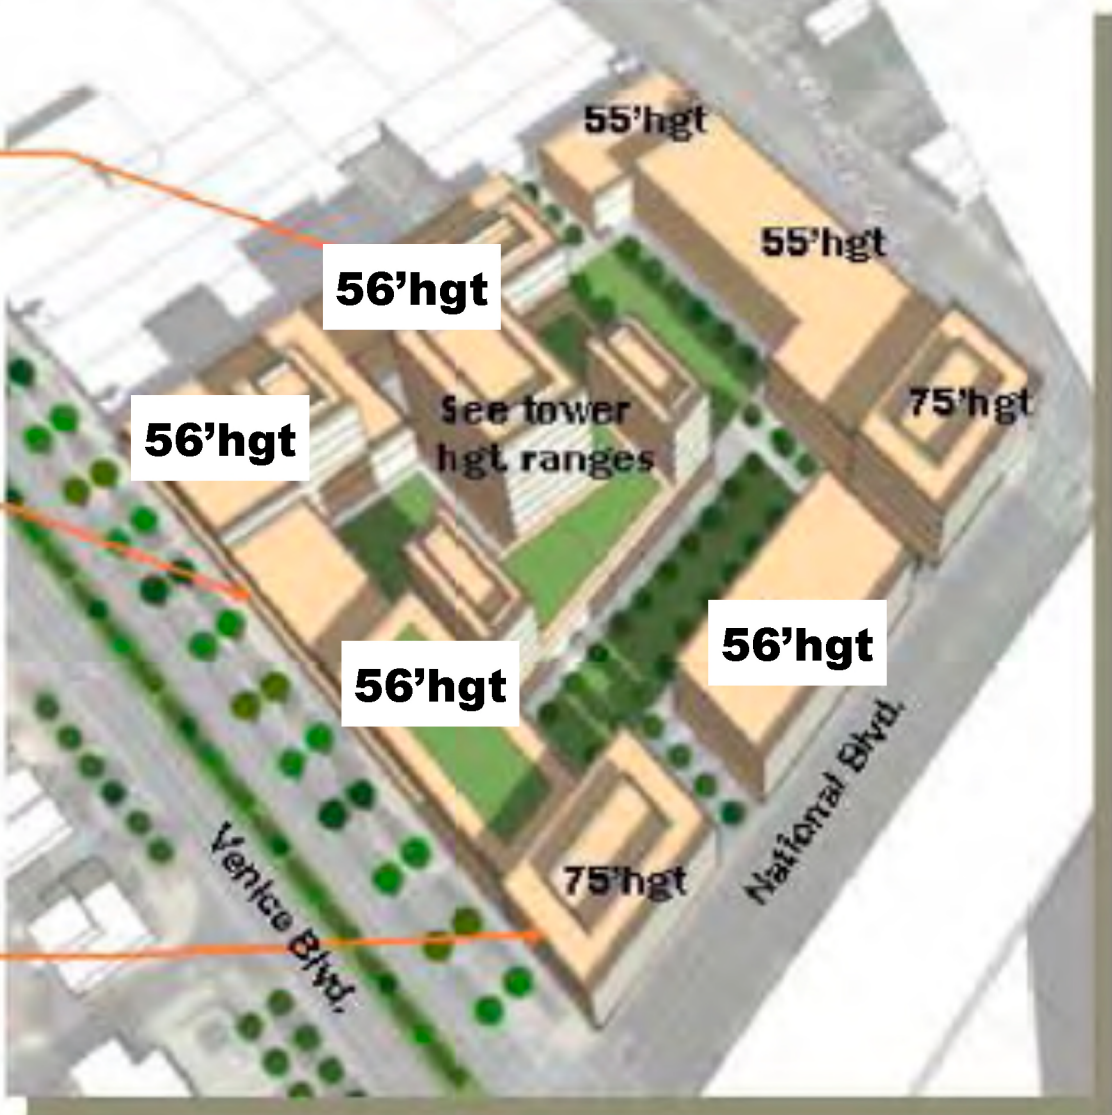 55'hgt
55'hgt
56'hgt
75'hgt
See tower
hgt ranges
56'hgt
56'hgt
56'hgt
75'hgt
National Blvd.
Venice Blvd.